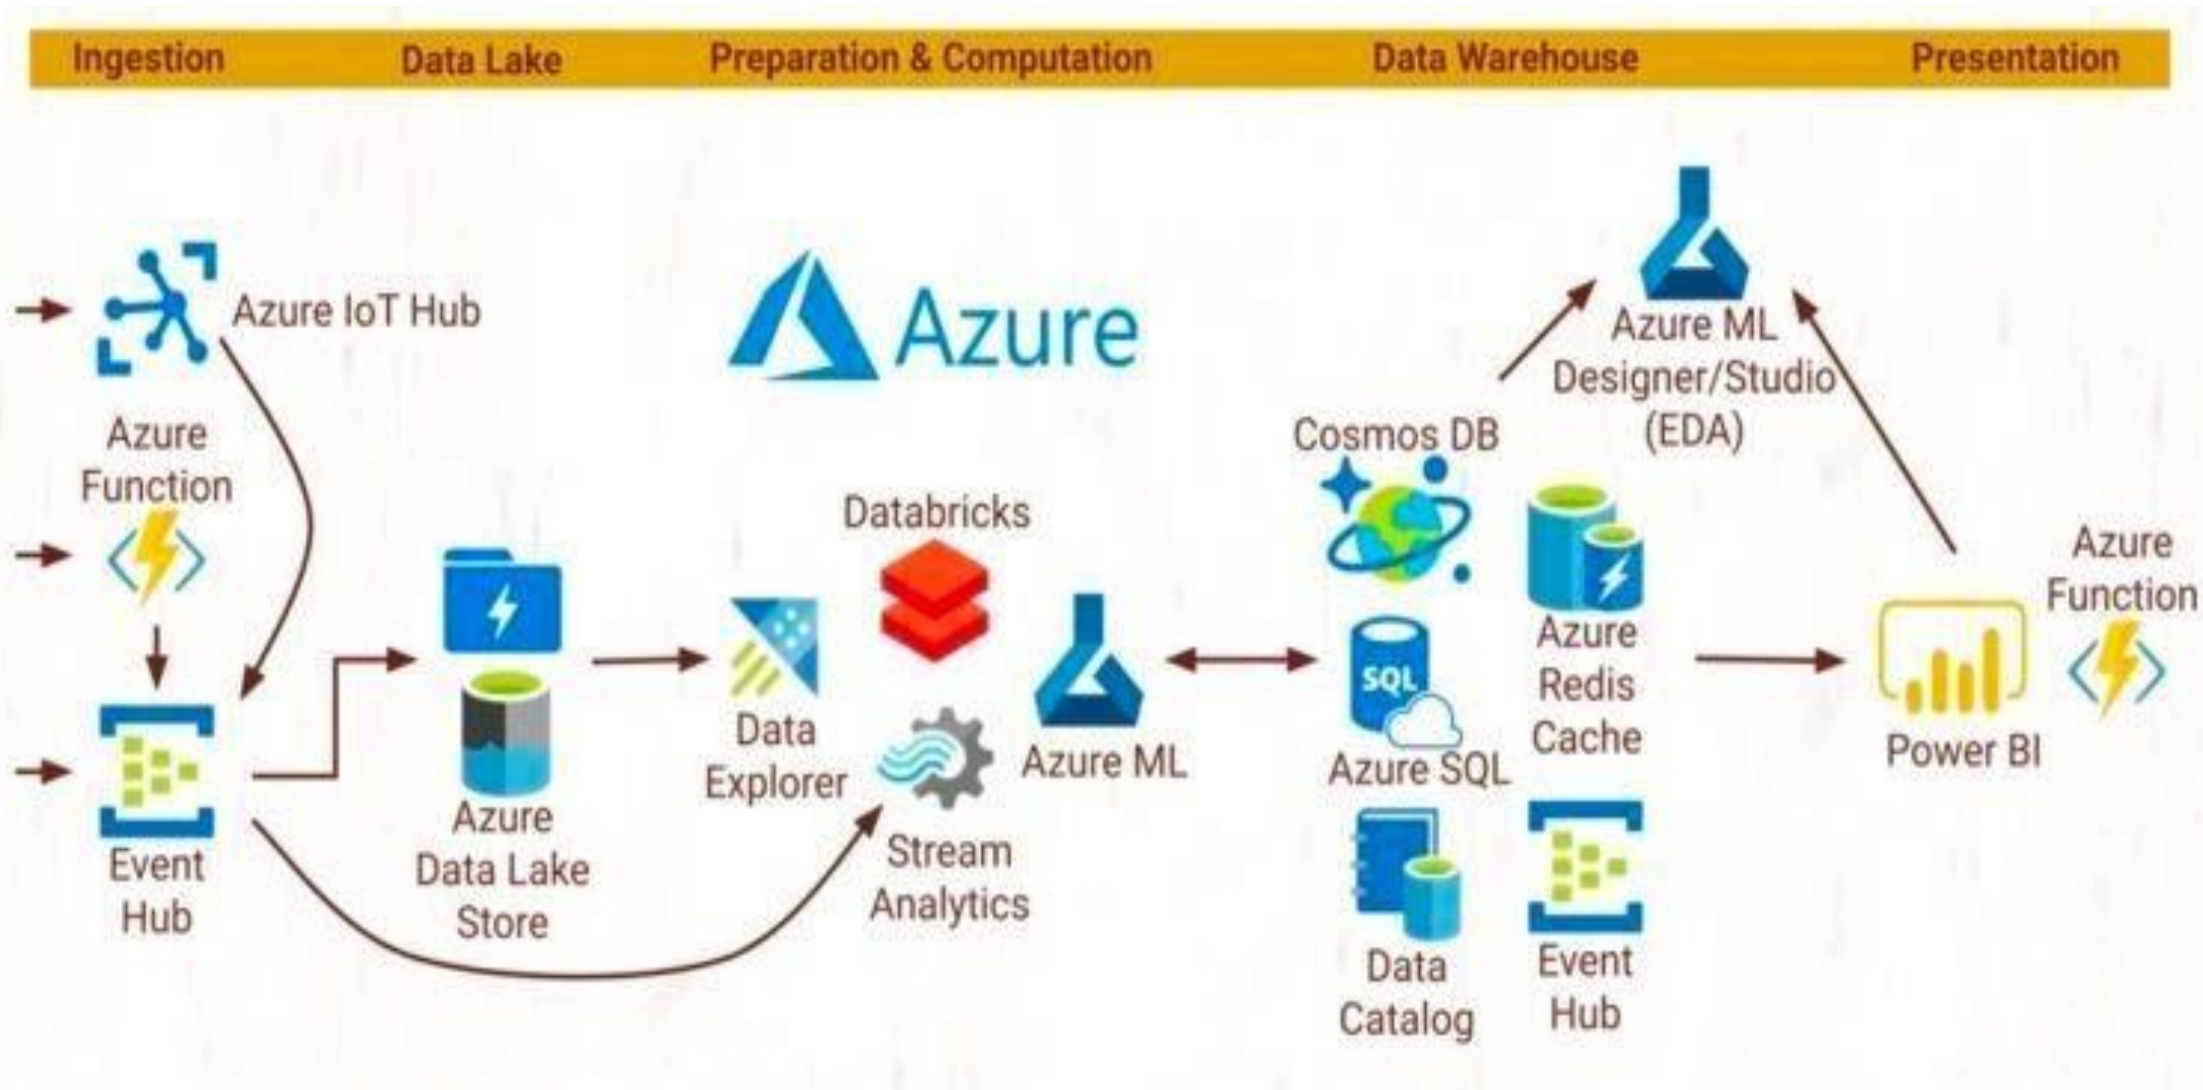 Ingestion
Data Lake
Preparation & Computation
Data Warehouse
Presentation
Azure IoT Hub
Azure
Function
Event
Hub
Azure
Data Lake
Store
Azure
Databricks
Data
Explorer
Azure ML
Stream
Analytics
Azure ML
Designer/Studio
(EDA)
Cosmos DB
Azure
Redis
Cache
SQL
Azure SQL
Data
Catalog
Event
Hub
Power BI
Azure
Function